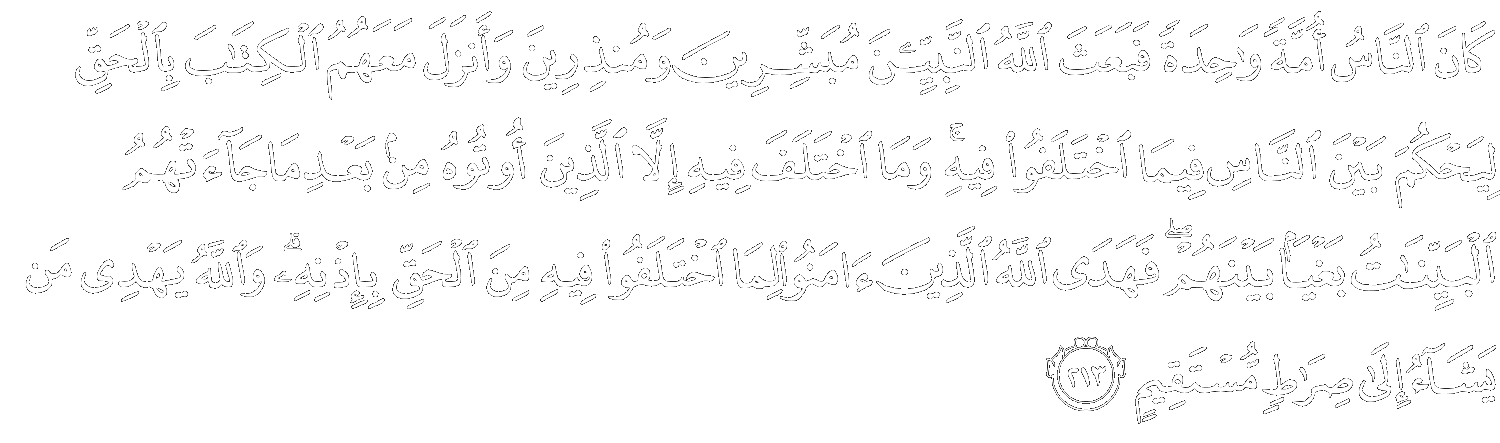 كَانَ ٱلنَّاسُ أُمَّةً وَٰحِدَةً فَبَعَثَ ٱللَّهُ ٱلنَّبِيِّـۧنَ مُبَشِّرِينَ وَمُنذِرِينَ وَأَنزَلَ مَعَهُمُ ٱلْكِتَـٰبَ بِٱلْحَقِّ
لِيَحْكُمَ بَيْنَ ٱلنَّاسِ فِيمَا ٱخْتَلَفُوا۟ فِيهِ ۚ وَمَا ٱخْتَلَفَ فِيهِ إِلَّا ٱلَّذِينَ أُوتُوهُ مِنۢ بَعْدِ مَا جَآءَتْهُمُ
ٱلْبَيِّنَـٰتُ بَغْيًۢا بَيْنَهُمْ ۖ فَهَدَى ٱللَّهُ ٱلَّذِينَ ءَامَنُوا۟ لِمَا ٱخْتَلَفُوا۟ فِيهِ مِنَ ٱلْحَقِّ بِإِذْنِهِۦ ۗ وَٱللَّهُ يَهْدِى مَن
يَشَآءُ إِلَىٰ صِرَٰطٍ مُّسْتَقِيمٍ ٢١٣